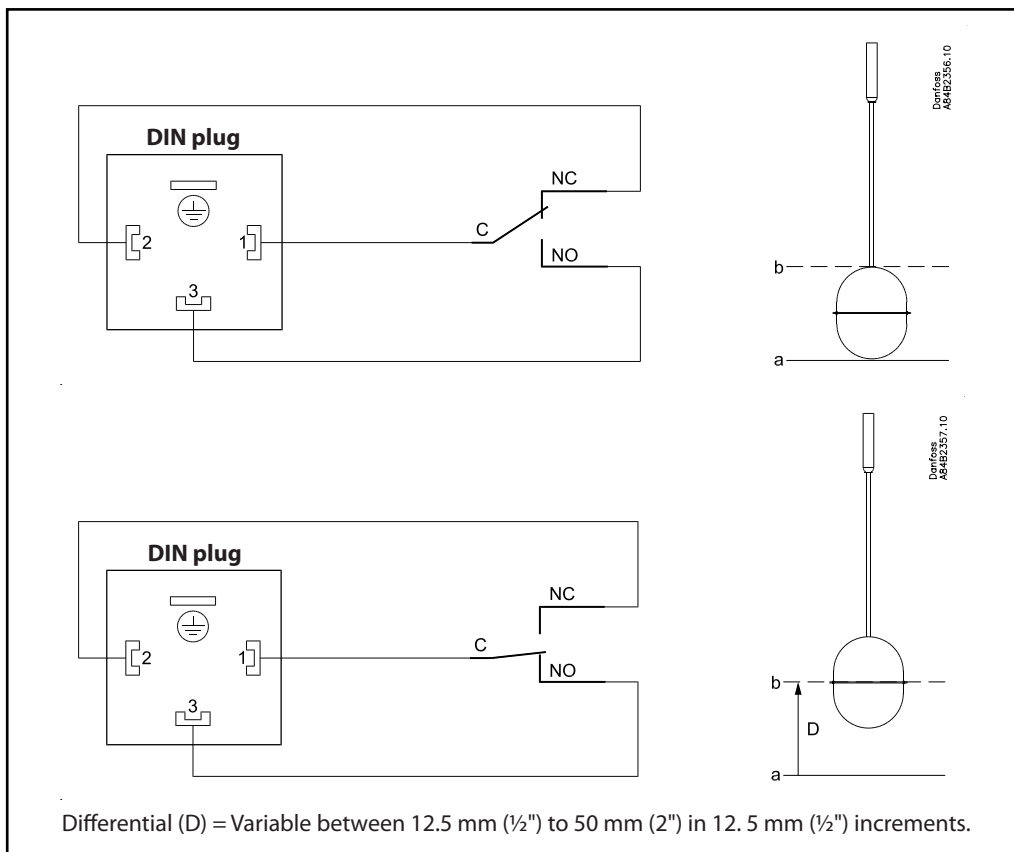 Danfoss
A84B2356.10
DIN plug
NC
2
1
C
NO
3
b
a
Danfoss
A84B2357.10
DIN plug
NC
2
1
C
NO
3
b
D
a
Differential (D) = Variable between 12.5 mm (½") to 50 mm (2") in 12. 5 mm (½") increments.